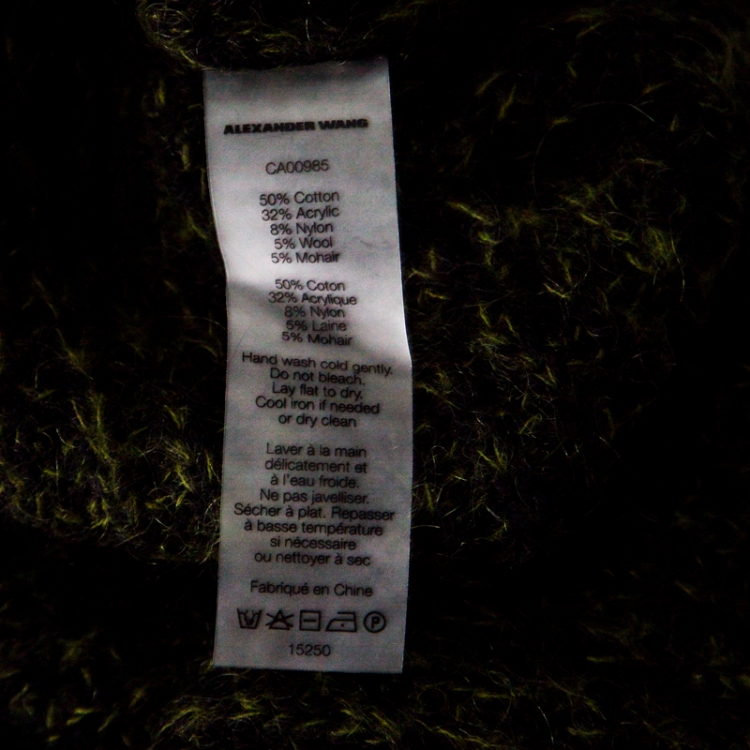 ALEXANDER WANG
CA00985
50% Cotton
32% Acrylic
8% Nylon
5% Wool
5% Mohair
50% Coton
32% Acrylique
8% Nylon
5% Laine
5% Mohair
Hand wash cold gently.
Do not bleach.
Lay flat to dry.
Cool iron if needed
or dry clean
Laver à la main
délicatement et
à l'eau froide.
Ne pas javelliser.
Sécher à plat. Repasser
à basse température
si nécessaire
ou nettoyer à sec
Fabriqué en Chine
P
15250